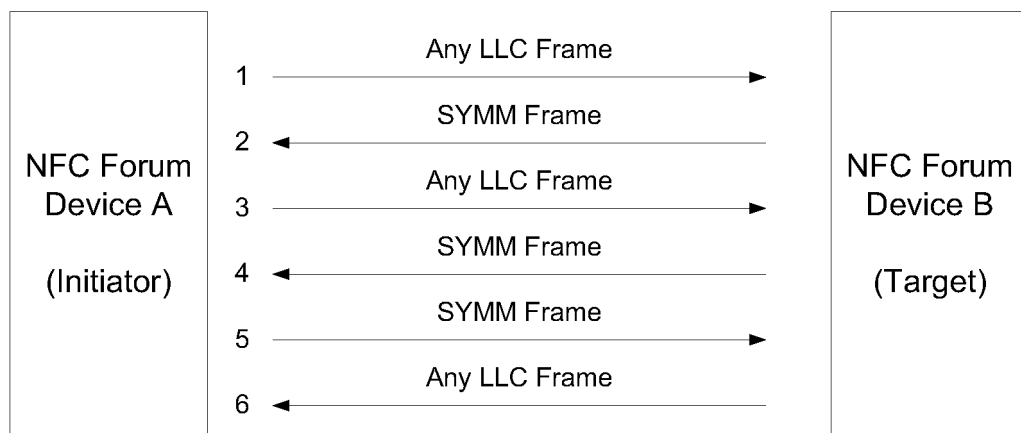 NFC Forum
Device A
(Initiator)
1
Any LLC Frame
2
SYMM Frame
3
Any LLC Frame
4
SYMM Frame
5
SYMM Frame
6
Any LLC Frame
NFC Forum
Device B
(Target)